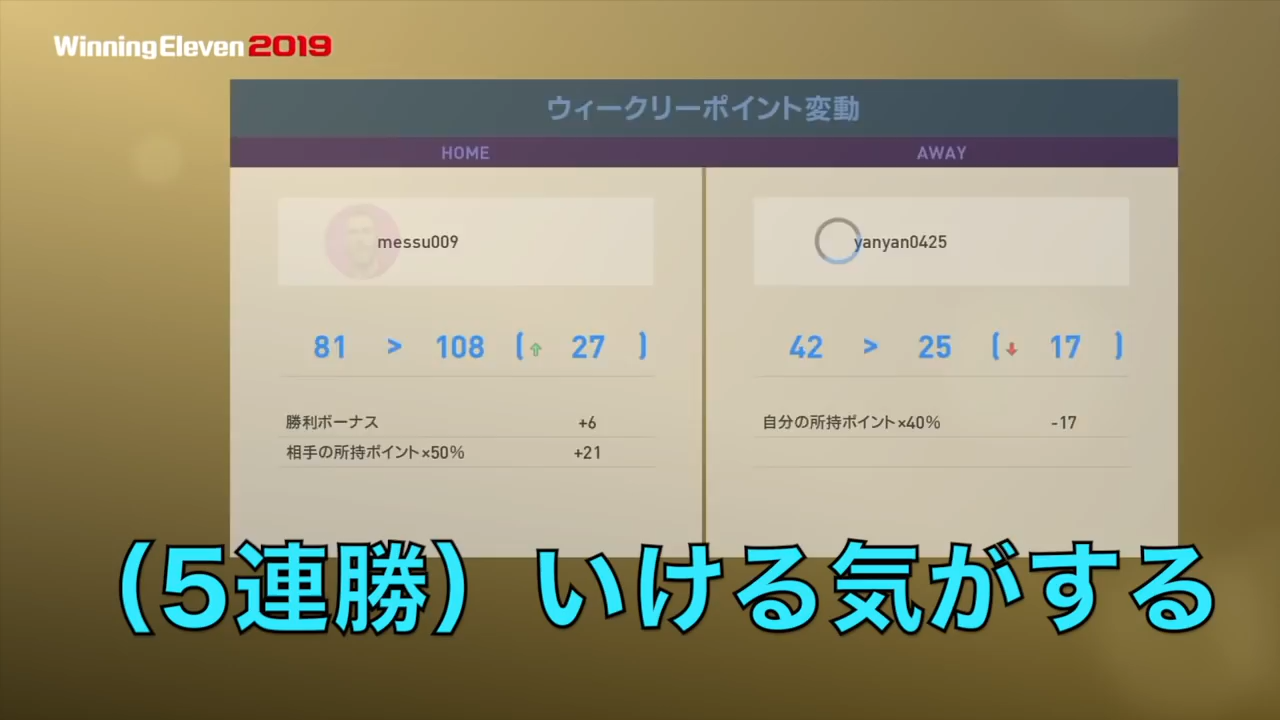 Winning Eleven 2019
ウィークリーポイント変動
HOME
AWAY
messu009
yanyan0425
81 > 108 (↑ 27 )
42 > 25 (↓ 17 )
勝利ボーナス +6
相手の所持ポイント×50% +21
自分の所持ポイント×40% -17
（5連勝）いける気がする